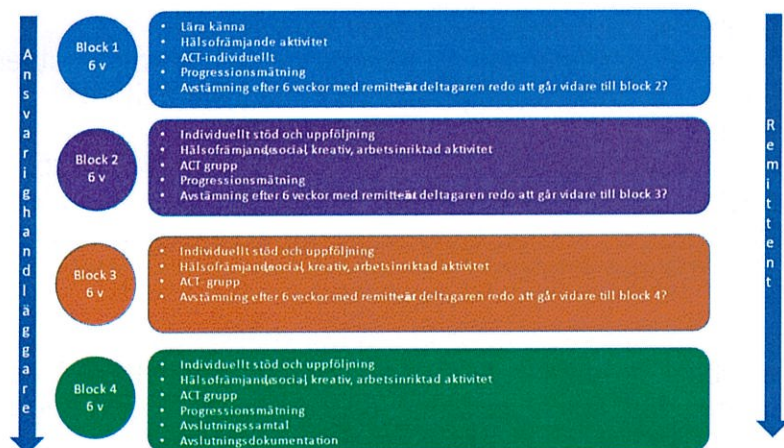 Ansvarig handläggare
Block 1
6 v
• Lära känna
• Hälsofrämjande aktivitet
• ACT-individuellt
• Progressionsmätning
• Avstämning efter 6 veckor med remittent är deltagaren redo att går vidare till block 2?
Block 2
6 v
• Individuellt stöd och uppföljning
• Hälsofrämjande, social, kreativ, arbetsinriktad aktivitet
• ACT grupp
• Progressionsmätning
• Avstämning efter 6 veckor med remittent är deltagaren redo att går vidare till block 3?
Block 3
6 v
• Individuellt stöd och uppföljning
• Hälsofrämjande, social, kreativ, arbetsinriktad aktivitet
• ACT- grupp
• Avstämning efter 6 veckor med remittent är deltagaren redo att går vidare till block 4?
Block 4
6 v
• Individuellt stöd och uppföljning
• Hälsofrämjande, social, kreativ, arbetsinriktad aktivitet
• ACT grupp
• Progressionsmätning
• Avslutningssamtal
• Avslutningsdokumentation
Remittent